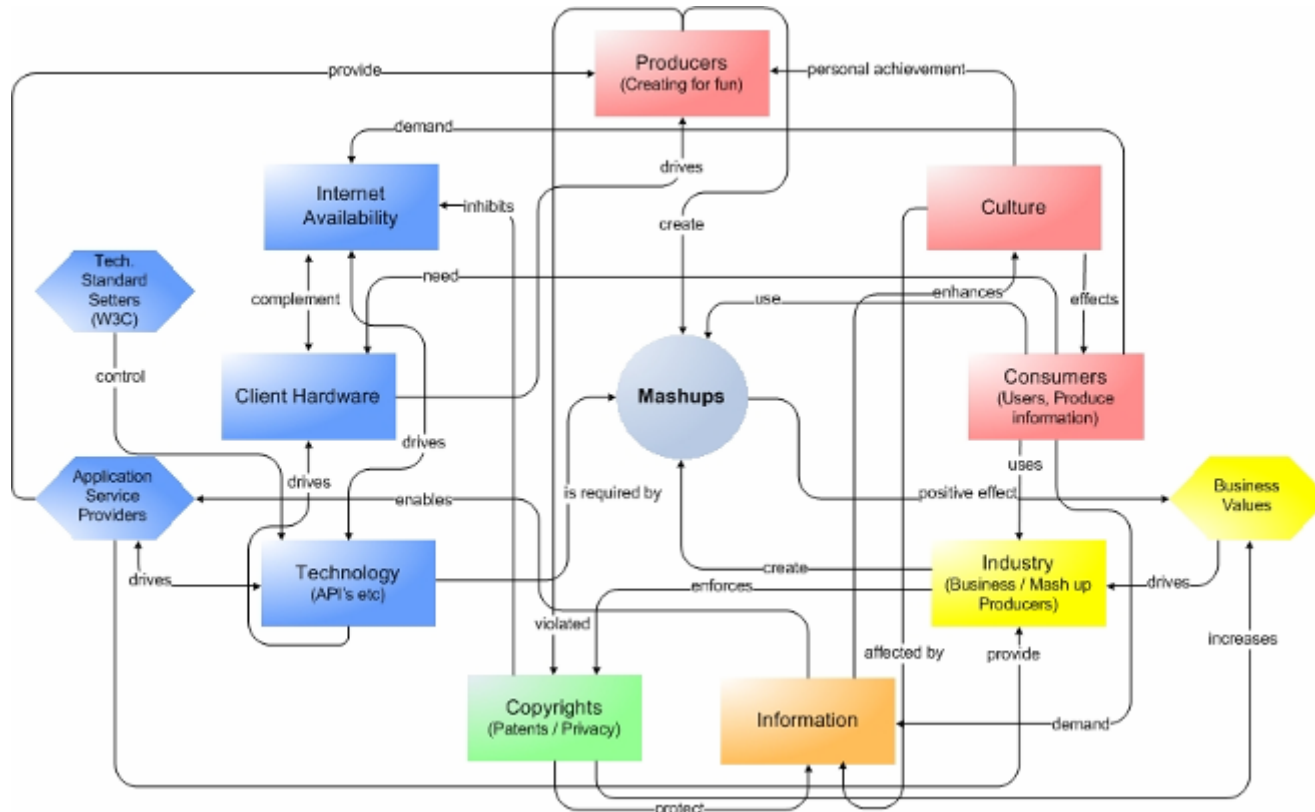 Producers
(Creating for fun)
provide
personal achievement
demand
drives
Internet
Availability
inhibits
create
Culture
Tech.
Standard
Setters
(W3C)
complement
need
use
enhances
effects
control
Client Hardware
Mashups
Consumers
(Users, Produce
information)
drives
uses
Application
Service
Providers
drives
enables
is required by
positive effect
Business
Values
drives
Technology
(API's etc)
create
enforces
Industry
(Business / Mash up
Producers)
drives
violated
affected by
provide
increases
Copyrights
(Patents / Privacy)
Information
demand
protect